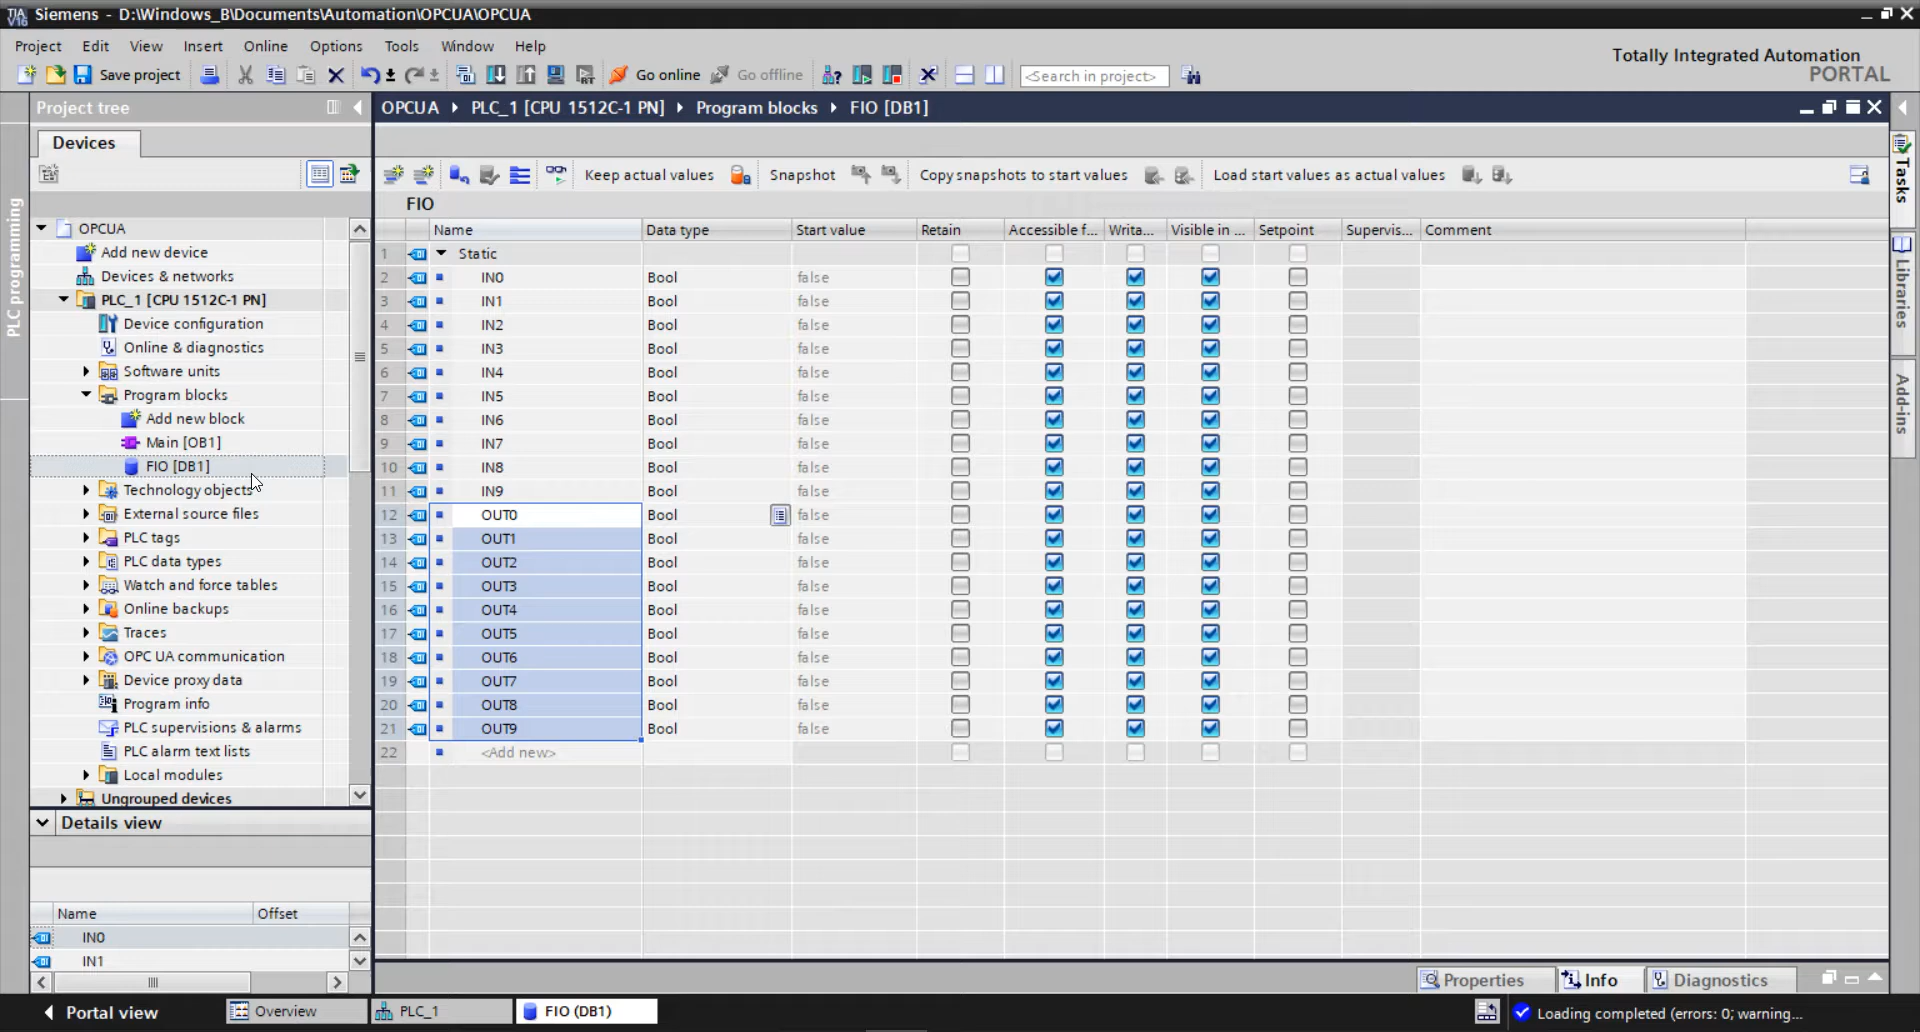 TIA V16 Siemens - D:\Windows_B\Documents\Automation\OPCUA\OPCUA
Project Edit View Insert Online Options Tools Window Help
Totally Integrated Automation
PORTAL
Save project Go online Go offline <Search in project>
Project tree
OPCUA PLC_1 [CPU 1512C-1 PN] Program blocks FIO [DB1]
Devices
Keep actual values Snapshot Copy snapshots to start values Load start values as actual values
FIO
PLC programming
OPCUA
Add new device
Devices & networks
PLC_1 [CPU 1512C-1 PN]
Device configuration
Online & diagnostics
Software units
Program blocks
Add new block
Main [OB1]
FIO [DB1]
Technology objects
External source files
PLC tags
PLC data types
Watch and force tables
Online backups
Traces
OPC UA communication
Device proxy data
Program info
PLC supervisions & alarms
PLC alarm text lists
Local modules
Ungrouped devices
Details view
Name Offset
IN0
IN1
Name Data type Start value Retain Accessible f... Writa... Visible in ... Setpoint Supervis... Comment
1 Static
2 IN0 Bool false
3 IN1 Bool false
4 IN2 Bool false
5 IN3 Bool false
6 IN4 Bool false
7 IN5 Bool false
8 IN6 Bool false
9 IN7 Bool false
10 IN8 Bool false
11 IN9 Bool false
12 OUT0 Bool false
13 OUT1 Bool false
14 OUT2 Bool false
15 OUT3 Bool false
16 OUT4 Bool false
17 OUT5 Bool false
18 OUT6 Bool false
19 OUT7 Bool false
20 OUT8 Bool false
21 OUT9 Bool false
22 <Add new>
Tasks
Libraries
Add-ins
Properties Info Diagnostics
Portal view Overview PLC_1 FIO (DB1) Loading completed (errors: 0; warning...